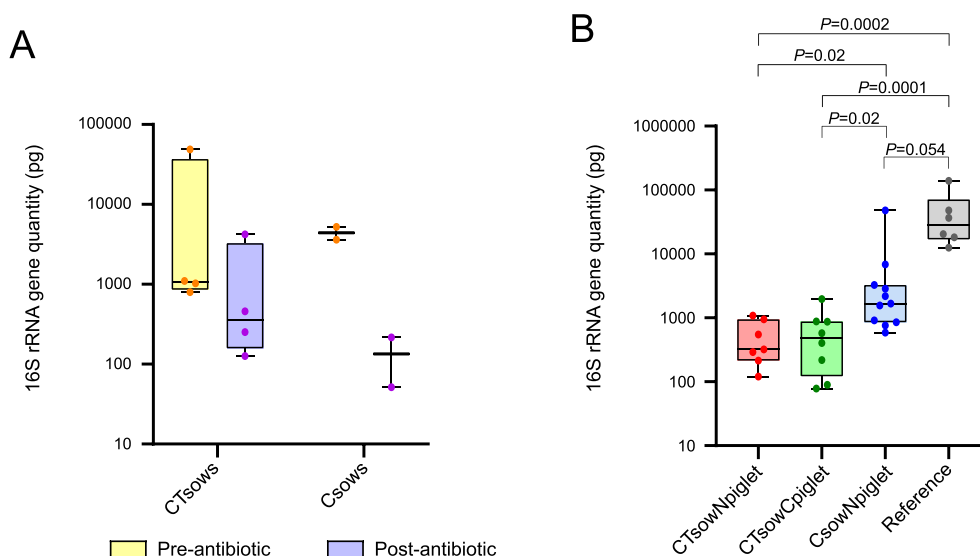 A
16S rRNA gene quantity (pg)
100000
10000
1000
100
10
CTsows
Csows
Pre-antibiotic
Post-antibiotic
B
P=0.0002
P=0.02
P=0.0001
P=0.02
P=0.054
16S rRNA gene quantity (pg)
1000000
100000
10000
1000
100
10
CTsowNpiglet
CTsowCpiglet
CsowNpiglet
Reference